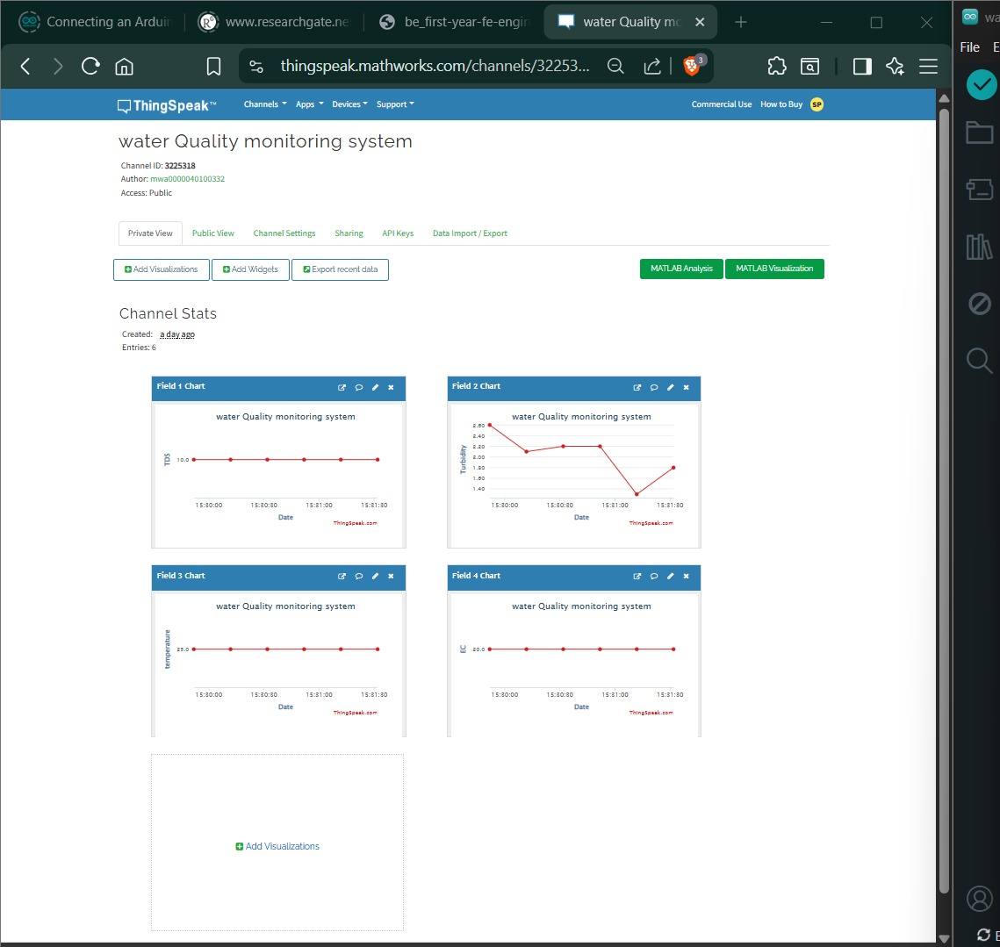 Connecting an Arduin
www.researchgate.ne
be_first-year-fe-engin
water Quality mo
wa
File E
thingspeak.mathworks.com/channels/32253...
3
ThingSpeak™
Channels Apps Devices Support
Commercial Use How to Buy SP
water Quality monitoring system
Channel ID: 3225318
Author: mwa0000040100332
Access: Public
Private View Public View Channel Settings Sharing API Keys Data Import / Export
Add Visualizations Add Widgets Export recent data MATLAB Analysis MATLAB Visualization
Channel Stats
Created: a day ago
Entries: 6
Field 1 Chart
water Quality monitoring system
TDS
10.0
15:30:00 15:30:30 15:31:00 15:31:30
Date
ThingSpeak.com
Field 2 Chart
water Quality monitoring system
Turbidity
2.60
2.40
2.20
2.00
1.80
1.60
1.40
15:30:00 15:30:30 15:31:00 15:31:30
Date
ThingSpeak.com
Field 3 Chart
water Quality monitoring system
temperature
25.0
15:30:00 15:30:30 15:31:00 15:31:30
Date
ThingSpeak.com
Field 4 Chart
water Quality monitoring system
EC
20.0
15:30:00 15:30:30 15:31:00 15:31:30
Date
ThingSpeak.com
Add Visualizations